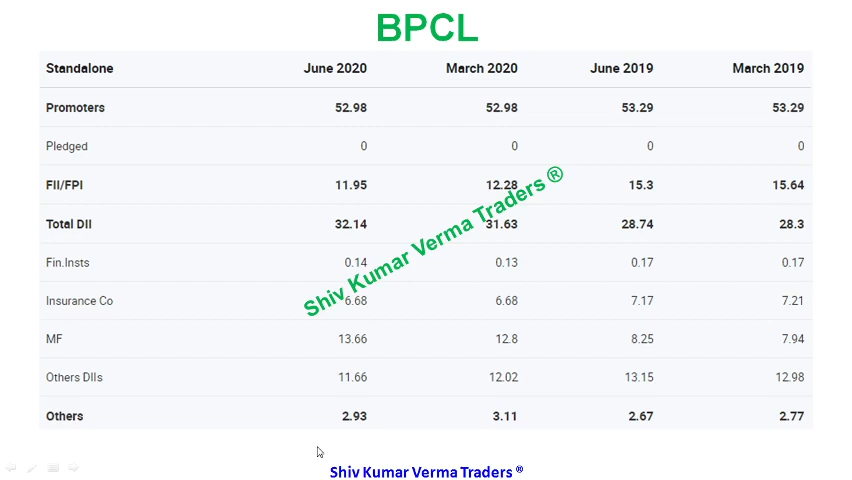 BPCL
Standalone June 2020 March 2020 June 2019 March 2019
Promoters 52.98 52.98 53.29 53.29
Pledged 0 0 0 0
FII/FPI 11.95 12.28 15.3 15.64
Total DII 32.14 31.63 28.74 28.3
Fin.Insts 0.14 0.13 0.17 0.17
Insurance Co 6.68 6.68 7.17 7.21
MF 13.66 12.8 8.25 7.94
Others DIIs 11.66 12.02 13.15 12.98
Others 2.93 3.11 2.67 2.77
Shiv Kumar Verma Traders ®
Shiv Kumar Verma Traders ®